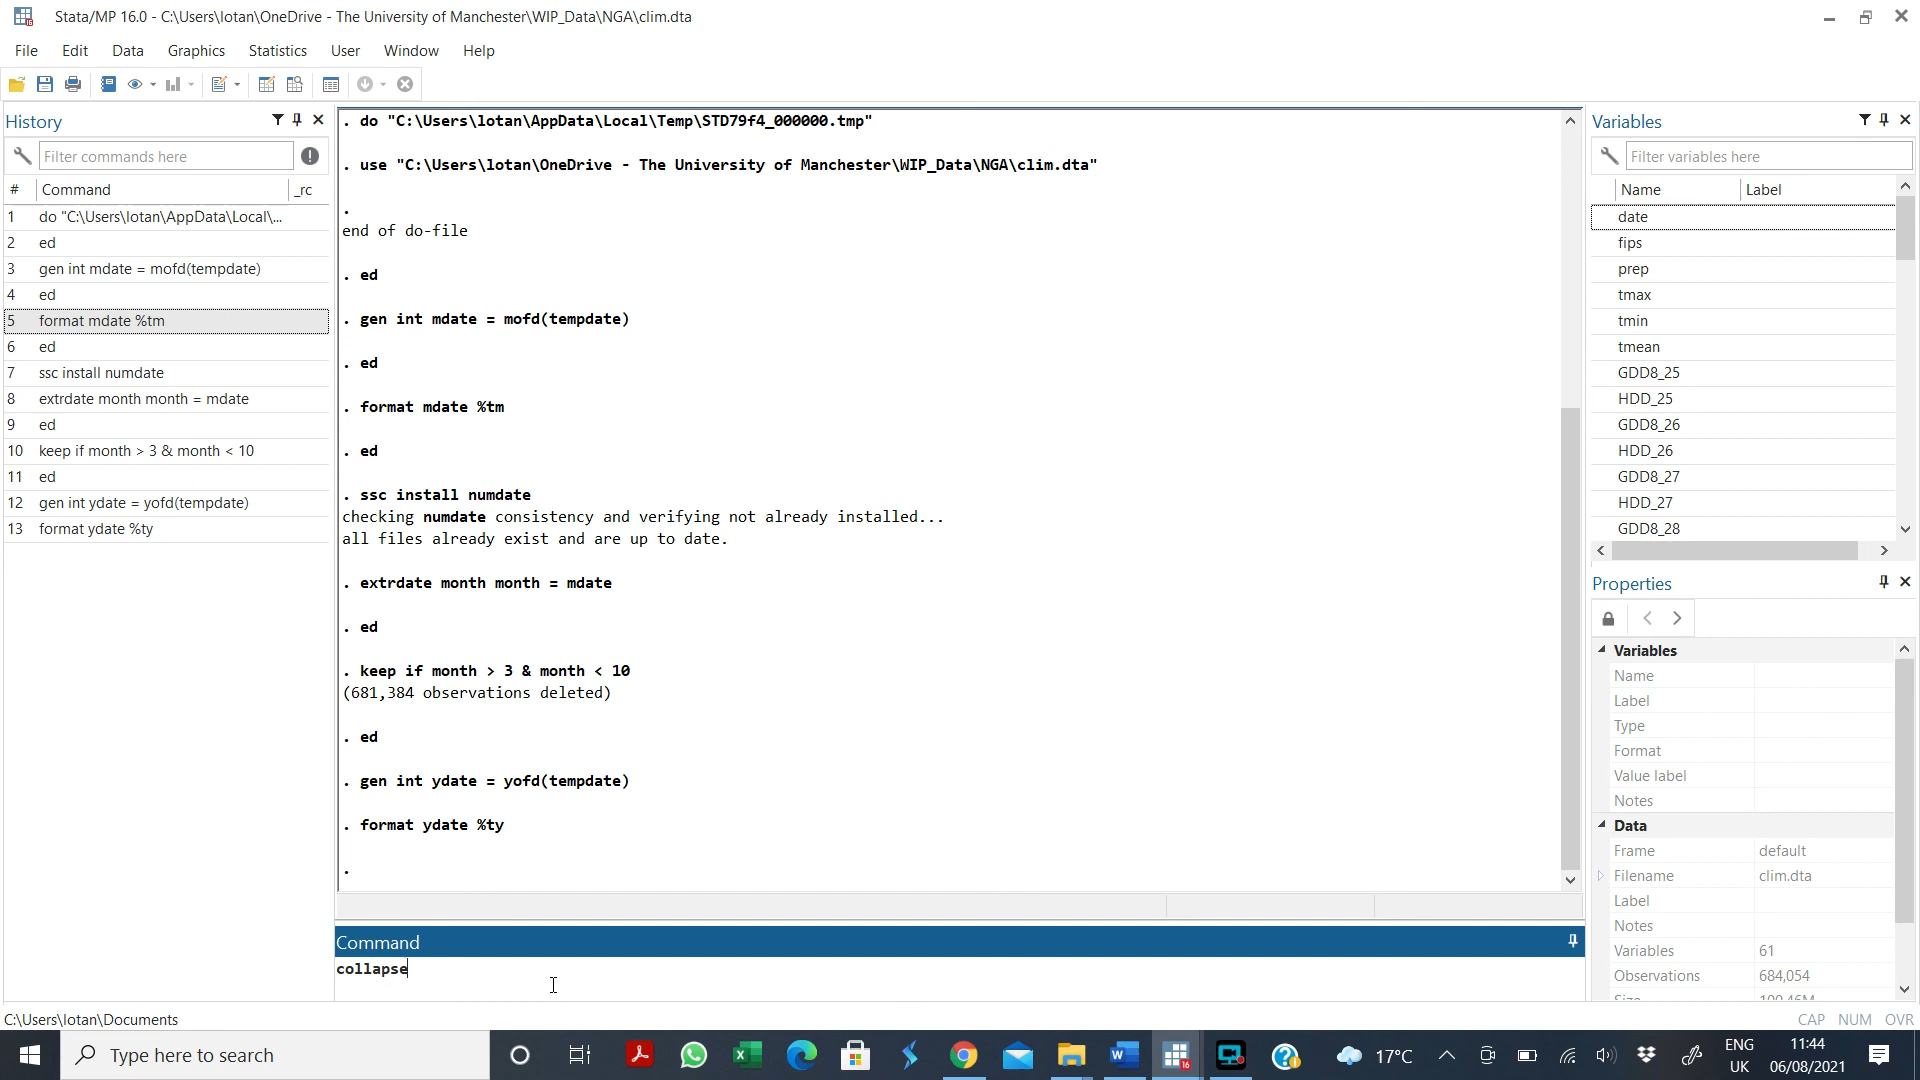 Stata/MP 16.0 - C:\Users\lotan\OneDrive - The University of Manchester\WIP_Data\NGA\clim.dta
File Edit Data Graphics Statistics User Window Help
History
Filter commands here
# Command _rc
1 do "C:\Users\lotan\AppData\Local\...
2 ed
3 gen int mdate = mofd(tempdate)
4 ed
5 format mdate %tm
6 ed
7 ssc install numdate
8 extrdate month month = mdate
9 ed
10 keep if month > 3 & month < 10
11 ed
12 gen int ydate = yofd(tempdate)
13 format ydate %ty
. do "C:\Users\lotan\AppData\Local\Temp\STD79f4_000000.tmp"
. use "C:\Users\lotan\OneDrive - The University of Manchester\WIP_Data\NGA\clim.dta"
.
end of do-file
. ed
. gen int mdate = mofd(tempdate)
. ed
. format mdate %tm
. ed
. ssc install numdate
checking numdate consistency and verifying not already installed...
all files already exist and are up to date.
. extrdate month month = mdate
. ed
. keep if month > 3 & month < 10
(681,384 observations deleted)
. ed
. gen int ydate = yofd(tempdate)
. format ydate %ty
.
Command
collapse
Variables
Filter variables here
Name Label
date
fips
prep
tmax
tmin
tmean
GDD8_25
HDD_25
GDD8_26
HDD_26
GDD8_27
HDD_27
GDD8_28
Properties
Variables
Name
Label
Type
Format
Value label
Notes
Data
Frame default
Filename clim.dta
Label
Notes
Variables 61
Observations 684,054
C:\Users\lotan\Documents
CAP NUM OVR
Type here to search
16
17°C
ENG
UK
11:44
06/08/2021